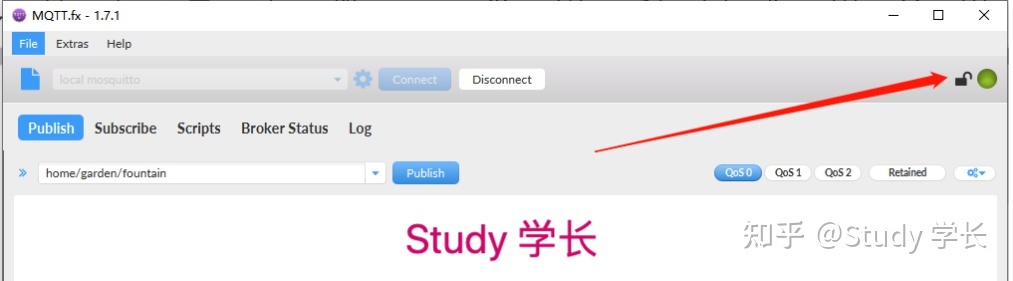 MQTT.fx - 1.7.1
File Extras Help
local mosquitto Connect Disconnect
Publish Subscribe Scripts Broker Status Log
home/garden/fountain Publish QoS 0 QoS 1 QoS 2 Retained
Study 学长
知乎 @Study 学长